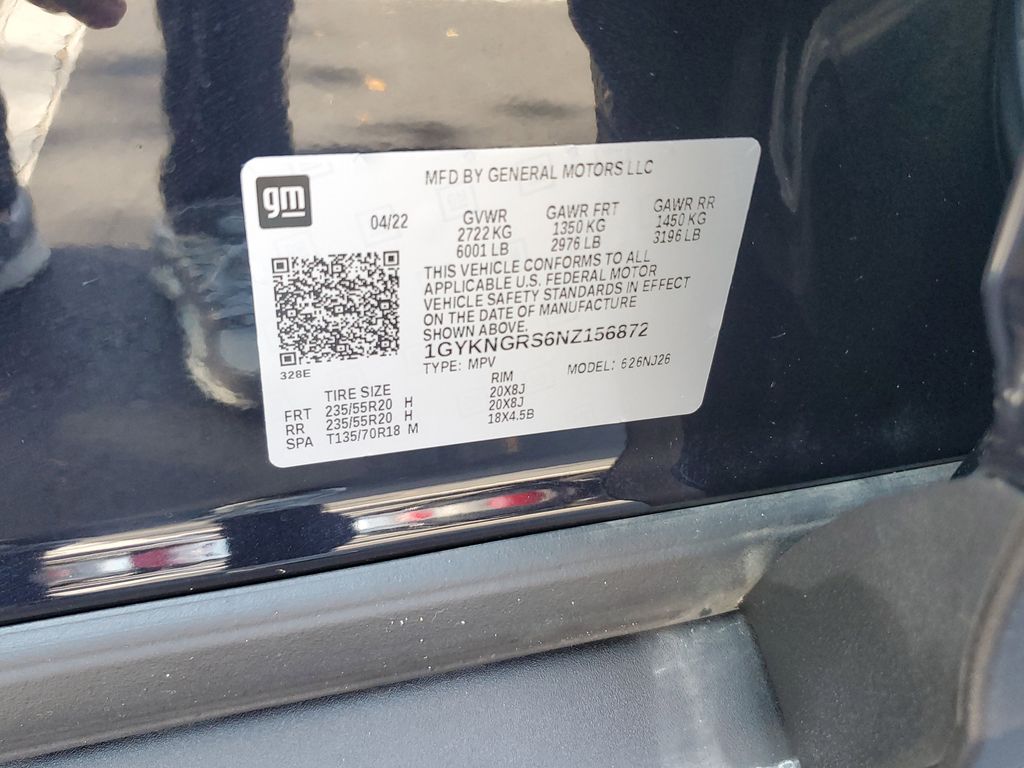 gm
MFD BY GENERAL MOTORS LLC
04/22
GVWR
2722 KG
6001 LB
GAWR FRT
1350 KG
2976 LB
GAWR RR
1450 KG
3196 LB
THIS VEHICLE CONFORMS TO ALL
APPLICABLE U.S. FEDERAL MOTOR
VEHICLE SAFETY STANDARDS IN EFFECT
ON THE DATE OF MANUFACTURE
SHOWN ABOVE.
1GYKNGRS6NZ156872
TYPE: MPV
MODEL: 626NJ26
328E
TIRE SIZE
RIM
FRT 235/55R20 H 20X8J
RR 235/55R20 H 20X8J
SPA T135/70R18 M 18X4.5B